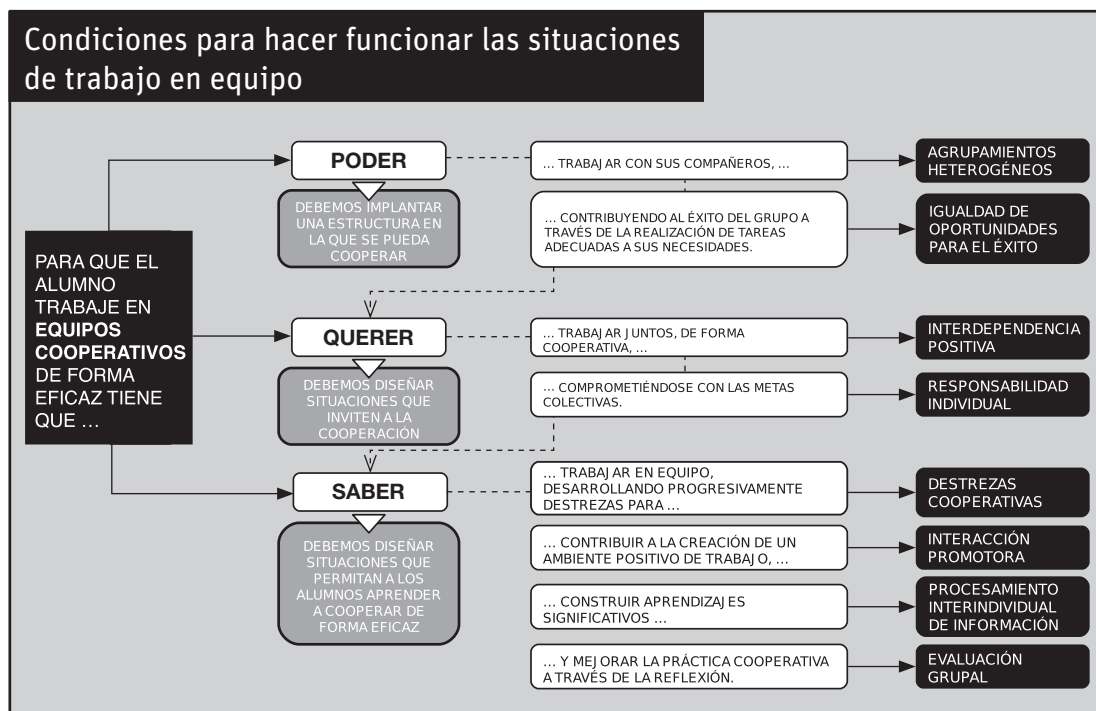 Condiciones para hacer funcionar las situaciones
de trabajo en equipo
PARA QUE EL
ALUMNO
TRABAJE EN
EQUIPOS
COOPERATIVOS
DE FORMA
EFICAZ TIENE
QUE ...
PODER
DEBEMOS IMPLANTAR
UNA ESTRUCTURA EN
LA QUE SE PUEDA
COOPERAR
... TRABAJAR CON SUS COMPAÑEROS, ...
AGRUPAMIENTOS
HETEROGÉNEOS
... CONTRIBUYENDO AL ÉXITO DEL GRUPO A
TRAVÉS DE LA REALIZACIÓN DE TAREAS
ADECUADAS A SUS NECESIDADES.
IGUALDAD DE
OPORTUNIDADES
PARA EL ÉXITO
QUERER
DEBEMOS DISEÑAR
SITUACIONES QUE
INVITEN A LA
COOPERACIÓN
... TRABAJAR JUNTOS, DE FORMA
COOPERATIVA, ...
INTERDEPENDENCIA
POSITIVA
... COMPROMETIÉNDOSE CON LAS METAS
COLECTIVAS.
RESPONSABILIDAD
INDIVIDUAL
SABER
DEBEMOS DISEÑAR
SITUACIONES QUE
PERMITAN A LOS
ALUMNOS APRENDER
A COOPERAR DE
FORMA EFICAZ
... TRABAJAR EN EQUIPO,
DESARROLLANDO PROGRESIVAMENTE
DESTREZAS PARA ...
DESTREZAS
COOPERATIVAS
... CONTRIBUIR A LA CREACIÓN DE UN
AMBIENTE POSITIVO DE TRABAJO, ...
INTERACCIÓN
PROMOTORA
... CONSTRUIR APRENDIZAJES
SIGNIFICATIVOS ...
PROCESAMIENTO
INTERINDIVIDUAL
DE INFORMACIÓN
... Y MEJORAR LA PRÁCTICA COOPERATIVA
A TRAVÉS DE LA REFLEXIÓN.
EVALUACIÓN
GRUPAL